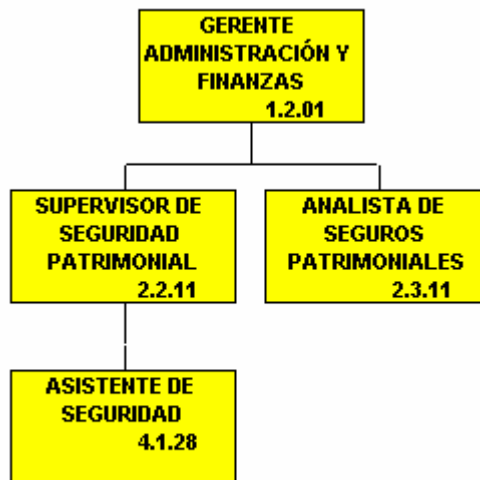 GERENTE
ADMINISTRACIÓN Y
FINANZAS
1.2.01
SUPERVISOR DE
SEGURIDAD
PATRIMONIAL
2.2.11
ANALISTA DE
SEGUROS
PATRIMONIALES
2.3.11
ASISTENTE DE
SEGURIDAD
4.1.28